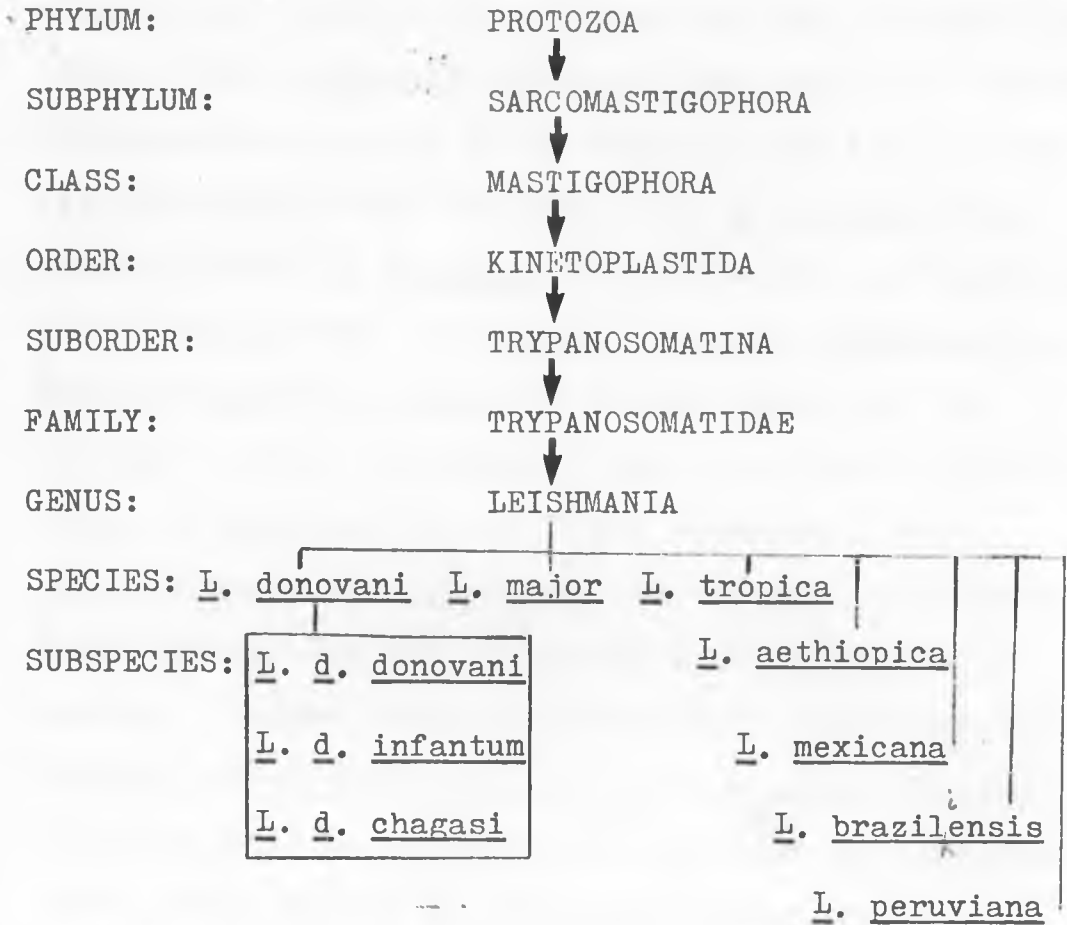 PHYLUM: PROTOZOA
SUBPHYLUM: SARCOMASTIGOPHORA
CLASS: MASTIGOPHORA
ORDER: KINETOPLASTIDA
SUBORDER: TRYPANOSOMATINA
FAMILY: TRYPANOSOMATIDAE
GENUS: LEISHMANIA
SPECIES: L. donovani L. major L. tropica
SUBSPECIES: L. d. donovani L. aethiopica
L. d. infantum L. mexicana
i
L. d. chagasi L. brazilensis
L. peruviana